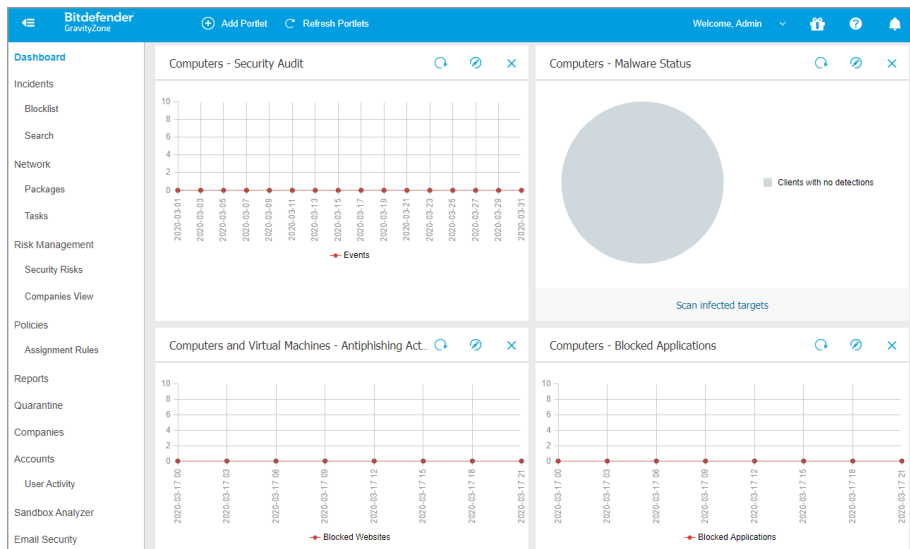 Bitdefender
GravityZone
Add Portlet
Refresh Portlets
Welcome, Admin
Dashboard
Incidents
Blocklist
Search
Network
Packages
Tasks
Risk Management
Security Risks
Companies View
Policies
Assignment Rules
Reports
Quarantine
Companies
Accounts
User Activity
Sandbox Analyzer
Email Security
Computers - Security Audit
10
8
6
4
2
0
2020-03-01
2020-03-03
2020-03-05
2020-03-07
2020-03-09
2020-03-11
2020-03-13
2020-03-15
2020-03-17
2020-03-19
2020-03-21
2020-03-23
2020-03-25
2020-03-27
2020-03-29
2020-03-31
Events
Computers - Malware Status
Clients with no detections
Scan infected targets
Computers and Virtual Machines - Antiphishing Act...
10
8
6
4
2
0
2020-03-17 00
2020-03-17 03
2020-03-17 06
2020-03-17 09
2020-03-17 12
2020-03-17 15
2020-03-17 18
2020-03-17 21
Blocked Websites
Computers - Blocked Applications
10
8
6
4
2
0
2020-03-17 00
2020-03-17 03
2020-03-17 06
2020-03-17 09
2020-03-17 12
2020-03-17 15
2020-03-17 18
2020-03-17 21
Blocked Applications